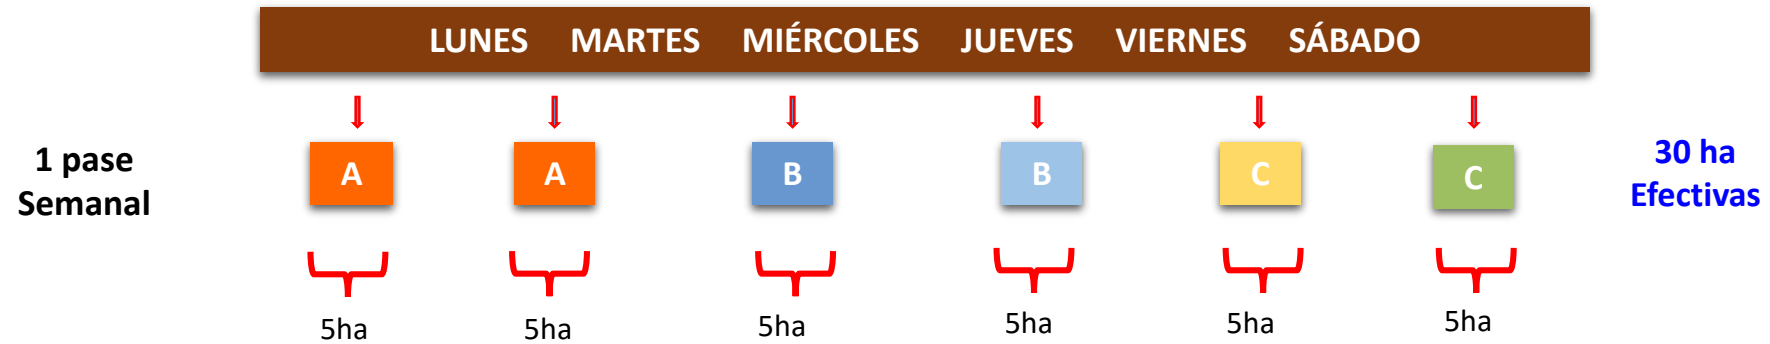 LUNES MARTES MIÉRCOLES JUEVES VIERNES SÁBADO
1 pase
Semanal
A A B B C C
30 ha
Efectivas
5ha 5ha 5ha 5ha 5ha 5ha